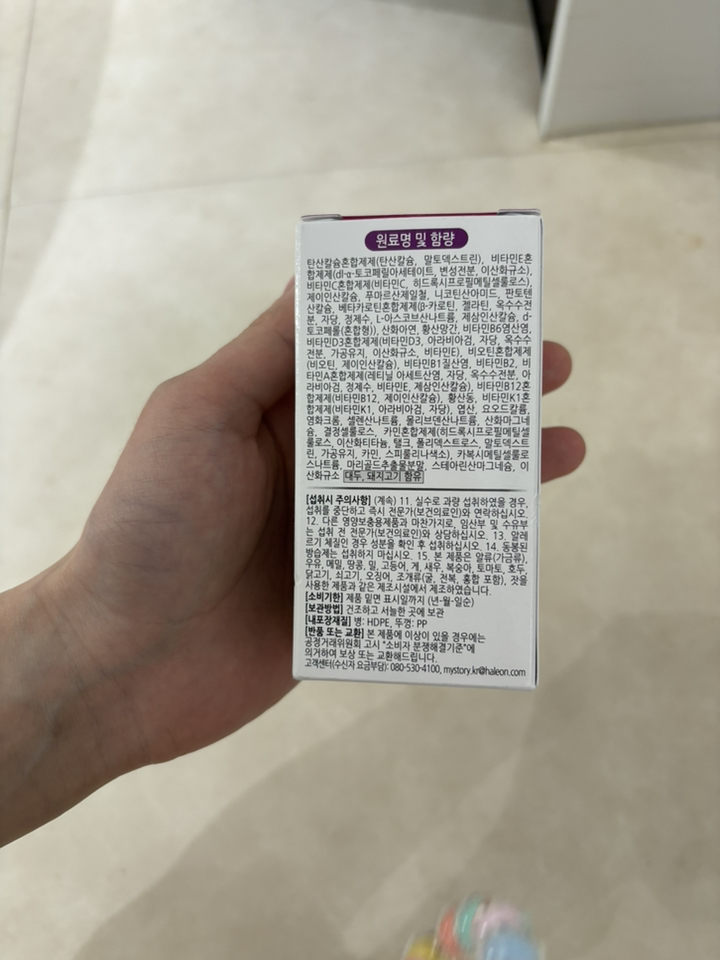 원료명 및 함량
탄산칼슘혼합제제(탄산칼슘, 말토덱스트린), 비타민E혼
합제제(dl-α-토코페릴아세테이트, 변성전분, 이산화규소),
비타민C혼합제제(비타민C, 히드록시프로필메틸셀룰로스),
제이인산칼슘, 푸마르산제일철, 니코틴산아미드, 판토텐
산칼슘, 베타카로틴혼합제제(β-카로틴, 젤라틴, 옥수수전
분, 자당, 정제수, L-아스코브산나트륨, 제삼인산칼슘, d-
토코페롤(혼합형)), 산화아연, 황산망간, 비타민B6염산염,
비타민D3혼합제제(비타민D3, 아라비아검, 자당, 옥수수
전분, 가공유지, 이산화규소, 비타민E), 비오틴혼합제제
(비오틴, 제이인산칼슘), 비타민B1질산염, 비타민B2, 비
타민A혼합제제(레티닐 아세트산염, 자당, 옥수수전분, 아
라비아검, 정제수, 비타민E, 제삼인산칼슘), 비타민B12혼
합제제(비타민B12, 제이인산칼슘), 황산동, 비타민K1혼
합제제(비타민K1, 아라비아검, 자당), 엽산, 요오드칼륨,
염화크롬, 셀렌산나트륨, 몰리브덴산나트륨, 산화마그네
슘, 결정셀룰로스, 카민혼합제제(히드록시프로필메틸셀
룰로스, 이산화티타늄, 탤크, 폴리덱스트로스, 말토덱스트
린, 가공유지, 카민, 스피룰리나색소), 카복시메틸셀룰로
스나트륨, 마리골드추출물분말, 스테아린산마그네슘, 이
산화규소 대두, 돼지고기 함유
[섭취시 주의사항] (계속) 11. 실수로 과량 섭취하였을 경우,
섭취를 중단하고 즉시 전문가(보건의료인)와 연락하십시오.
12. 다른 영양보충용제품과 마찬가지로, 임산부 및 수유부
는 섭취 전 전문가(보건의료인)와 상담하십시오. 13. 알레
르기 체질인 경우 성분을 확인 후 섭취하십시오. 14. 동봉된
방습제는 섭취하지 마십시오. 15. 본 제품은 알류(가금류),
우유, 메밀, 땅콩, 밀, 고등어, 게, 새우, 복숭아, 토마토, 호두,
닭고기, 쇠고기, 오징어, 조개류(굴, 전복, 홍합 포함), 잣을
사용한 제품과 같은 제조시설에서 제조하였습니다.
[소비기한] 제품 밑면 표시일까지 (년-월-일순)
[보관방법] 건조하고 서늘한 곳에 보관
[내포장재질] 병: HDPE, 뚜껑: PP
[반품 또는 교환] 본 제품에 이상이 있을 경우에는
공정거래위원회 고시 "소비자 분쟁해결기준"에
의거하여 보상 또는 교환해드립니다.
고객센터(수신자 요금부담): 080-530-4100, mystory.kr@haleon.com